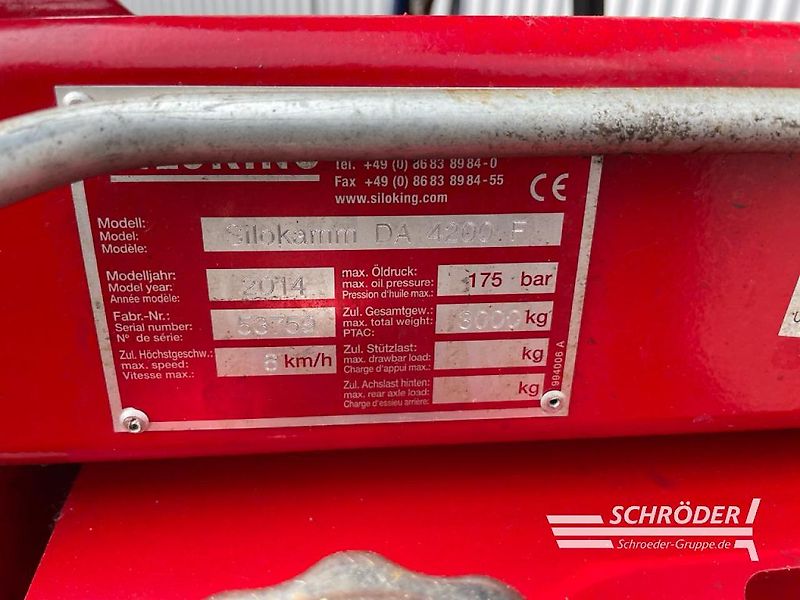 Tel. +49 (0) 86 83 89 84-0
Fax +49 (0) 86 83 89 84-55
www.siloking.com
CE
Modell:
Model:
Modèle:
Silokamm DA 4200 F
Modelljahr:
Model year:
Année modèle:
2014
max. Öldruck:
max. oil pressure:
Pression d'huile max.:
175 bar
Fabr.-Nr.:
Serial number:
N° de série:
53759
Zul. Gesamtgew.:
max. total weight:
PTAC:
3000 kg
Zul. Höchstgeschw.:
max. speed:
Vitesse max.:
6 km/h
Zul. Stützlast:
max. drawbar load:
Charge d'appui max.:
kg
Zul. Achslast hinten:
max. rear axle load:
Charge d'essieu arrière:
kg
994006 A
SCHRÖDER
Schroeder-Gruppe.de